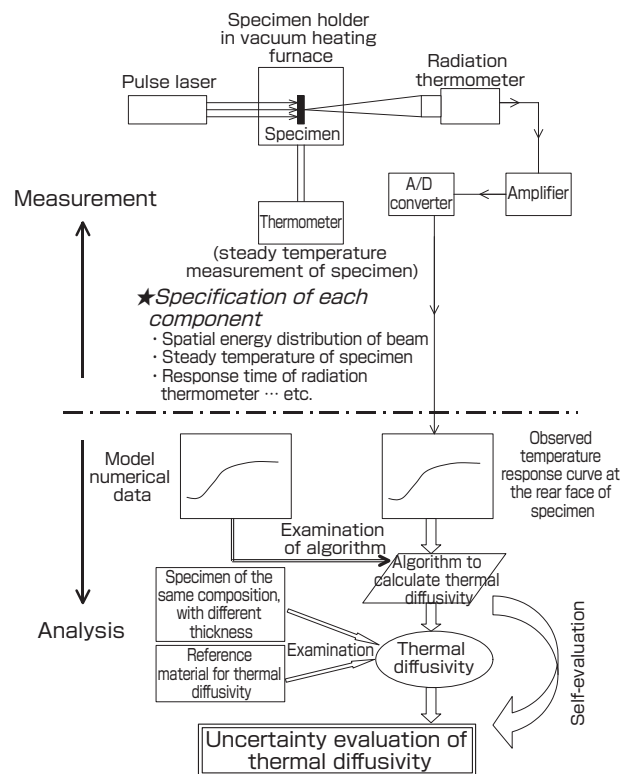 Specimen holder
in vacuum heating
furnace
Pulse laser
Radiation
thermometer
Specimen
Measurement
Thermometer
A/D
converter
Amplifier
(steady temperature
measurement of specimen)
★Specification of each
component
・Spatial energy distribution of beam
・Steady temperature of specimen
・Response time of radiation
thermometer … etc.
Model
numerical
data
Observed
temperature
response curve at
the rear face of
specimen
Examination
of algorithm
Algorithm to
calculate thermal
diffusivity
Specimen of the
same composition,
with different
thickness
Analysis
Examination
Thermal
diffusivity
Reference
material for thermal
diffusivity
Self-evaluation
Uncertainty evaluation of
thermal diffusivity